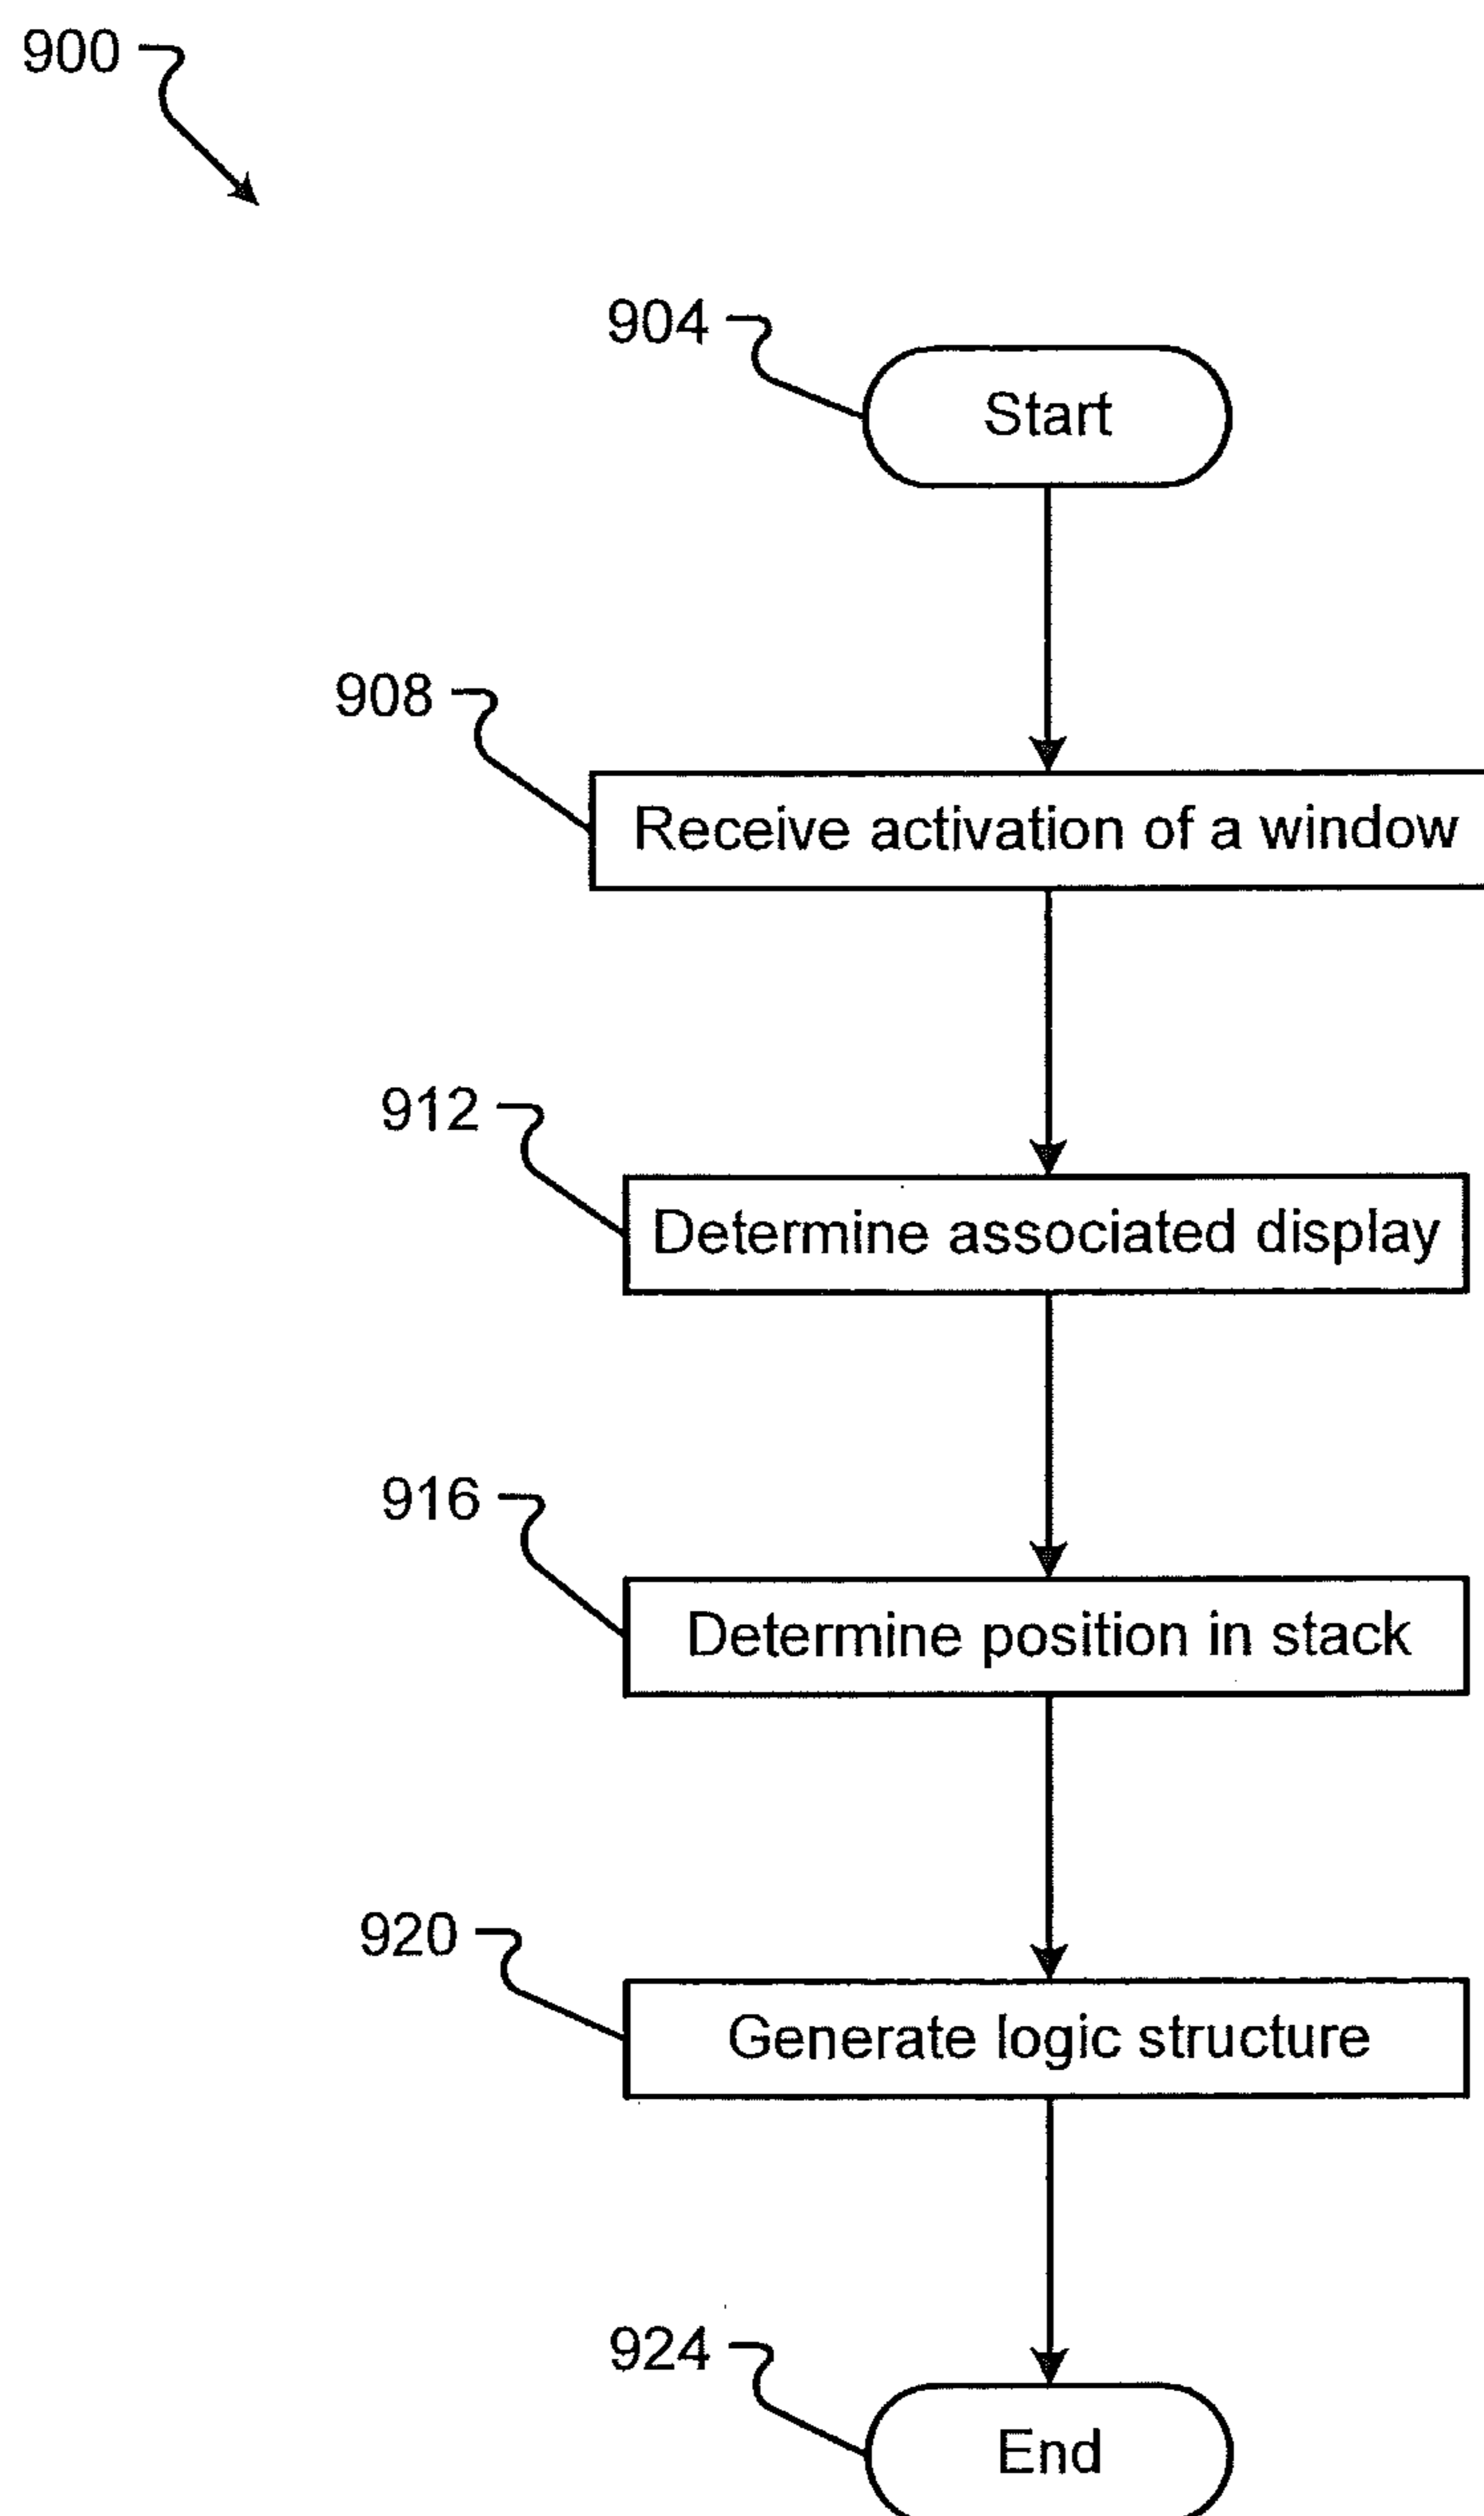 900
904
Start
908
Receive activation of a window
912
Determine associated display
916
Determine position in stack
920
Generate logic structure
924
End